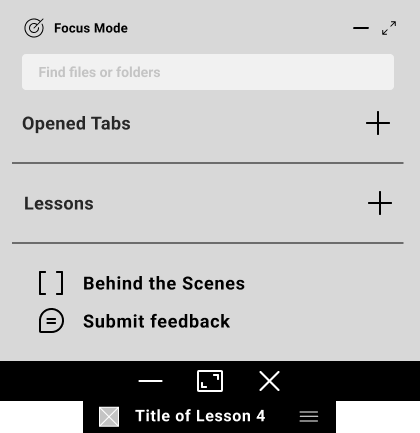 Focus Mode
Find files or folders
Opened Tabs
Lessons
Behind the Scenes
Submit feedback
Title of Lesson 4